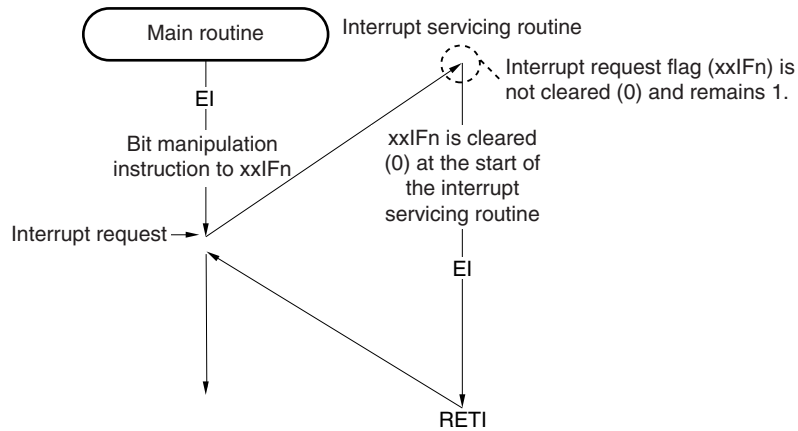 Main routine
Interrupt servicing routine
Interrupt request flag (xxIFn) is
not cleared (0) and remains 1.
EI
Bit manipulation
instruction to xxIFn
xxIFn is cleared
(0) at the start of
the interrupt
servicing routine
Interrupt request
EI
RETI